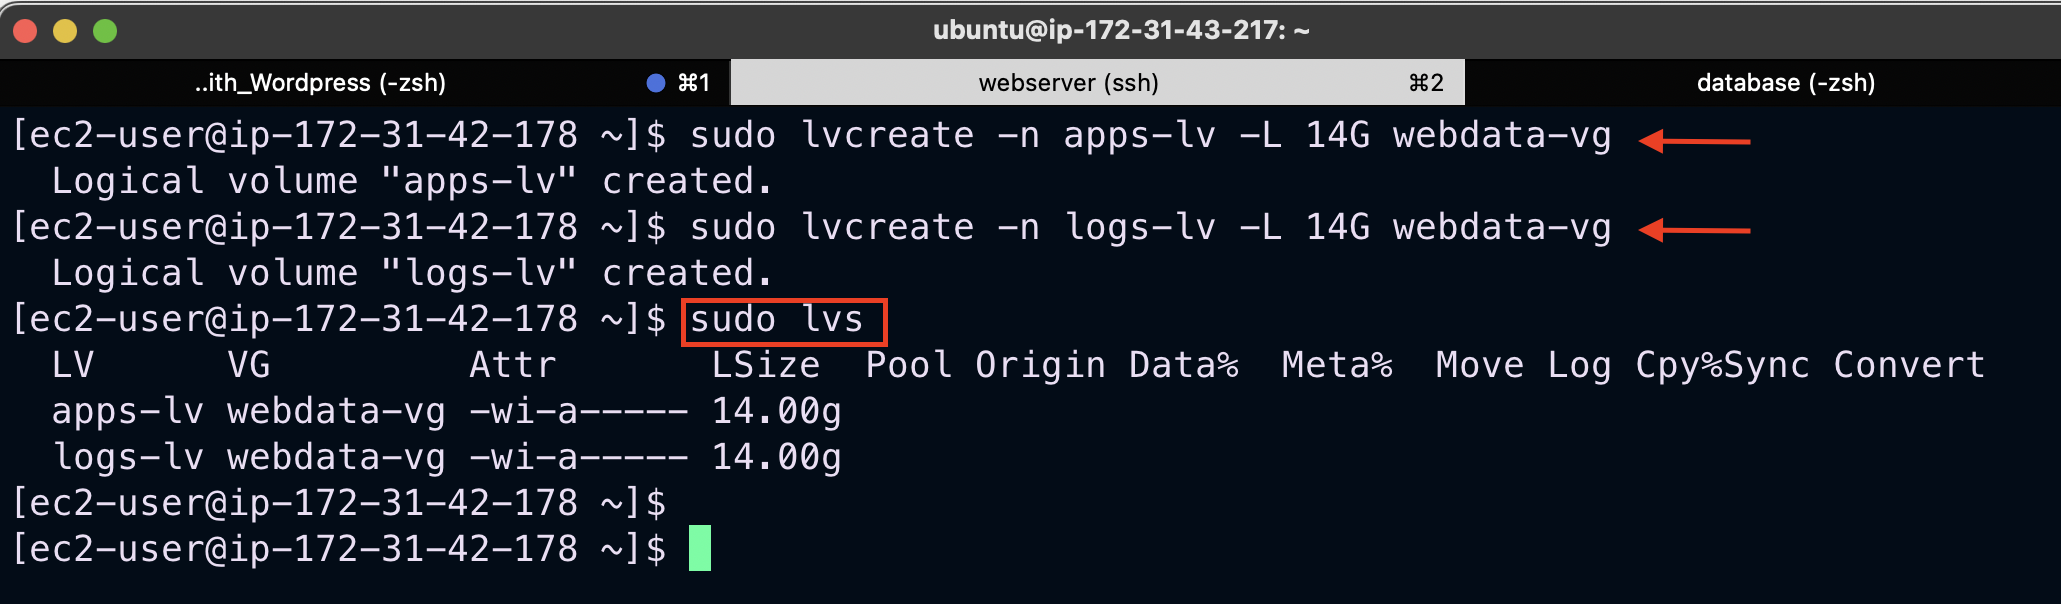 ubuntu@ip-172-31-43-217: ~
..ith_Wordpress (-zsh) ⌘1 webserver (ssh) ⌘2 database (-zsh)
[ec2-user@ip-172-31-42-178 ~]$ sudo lvcreate -n apps-lv -L 14G webdata-vg
  Logical volume "apps-lv" created.
[ec2-user@ip-172-31-42-178 ~]$ sudo lvcreate -n logs-lv -L 14G webdata-vg
  Logical volume "logs-lv" created.
[ec2-user@ip-172-31-42-178 ~]$ sudo lvs
  LV      VG         Attr       LSize  Pool Origin Data%  Meta%  Move Log Cpy%Sync Convert
  apps-lv webdata-vg -wi-a----- 14.00g
  logs-lv webdata-vg -wi-a----- 14.00g
[ec2-user@ip-172-31-42-178 ~]$
[ec2-user@ip-172-31-42-178 ~]$